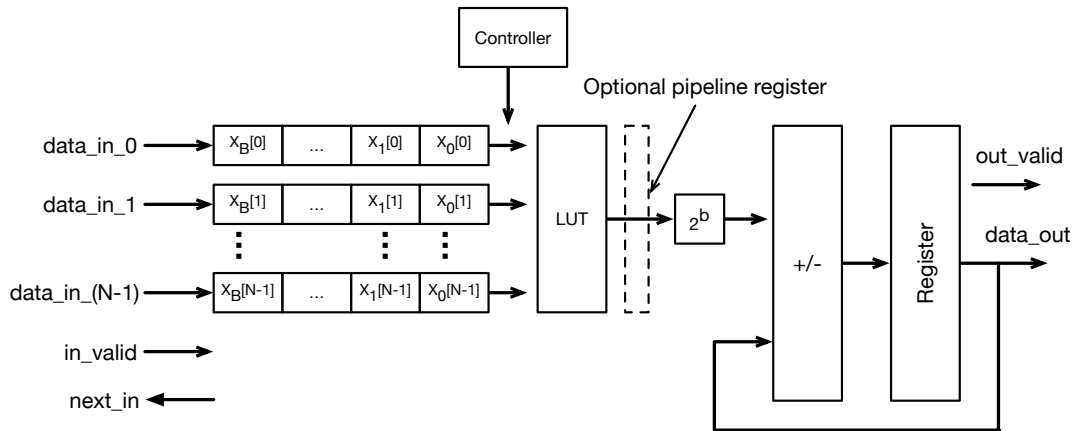 Controller
Optional pipeline register
data_in_0
X_B[0] ... X_1[0] X_0[0]
data_in_1
X_B[1] ... X_1[1] X_0[1]
data_in_(N-1)
X_B[N-1] ... X_1[N-1] X_0[N-1]
LUT
2^b
+/-
Register
out_valid
data_out
in_valid
next_in